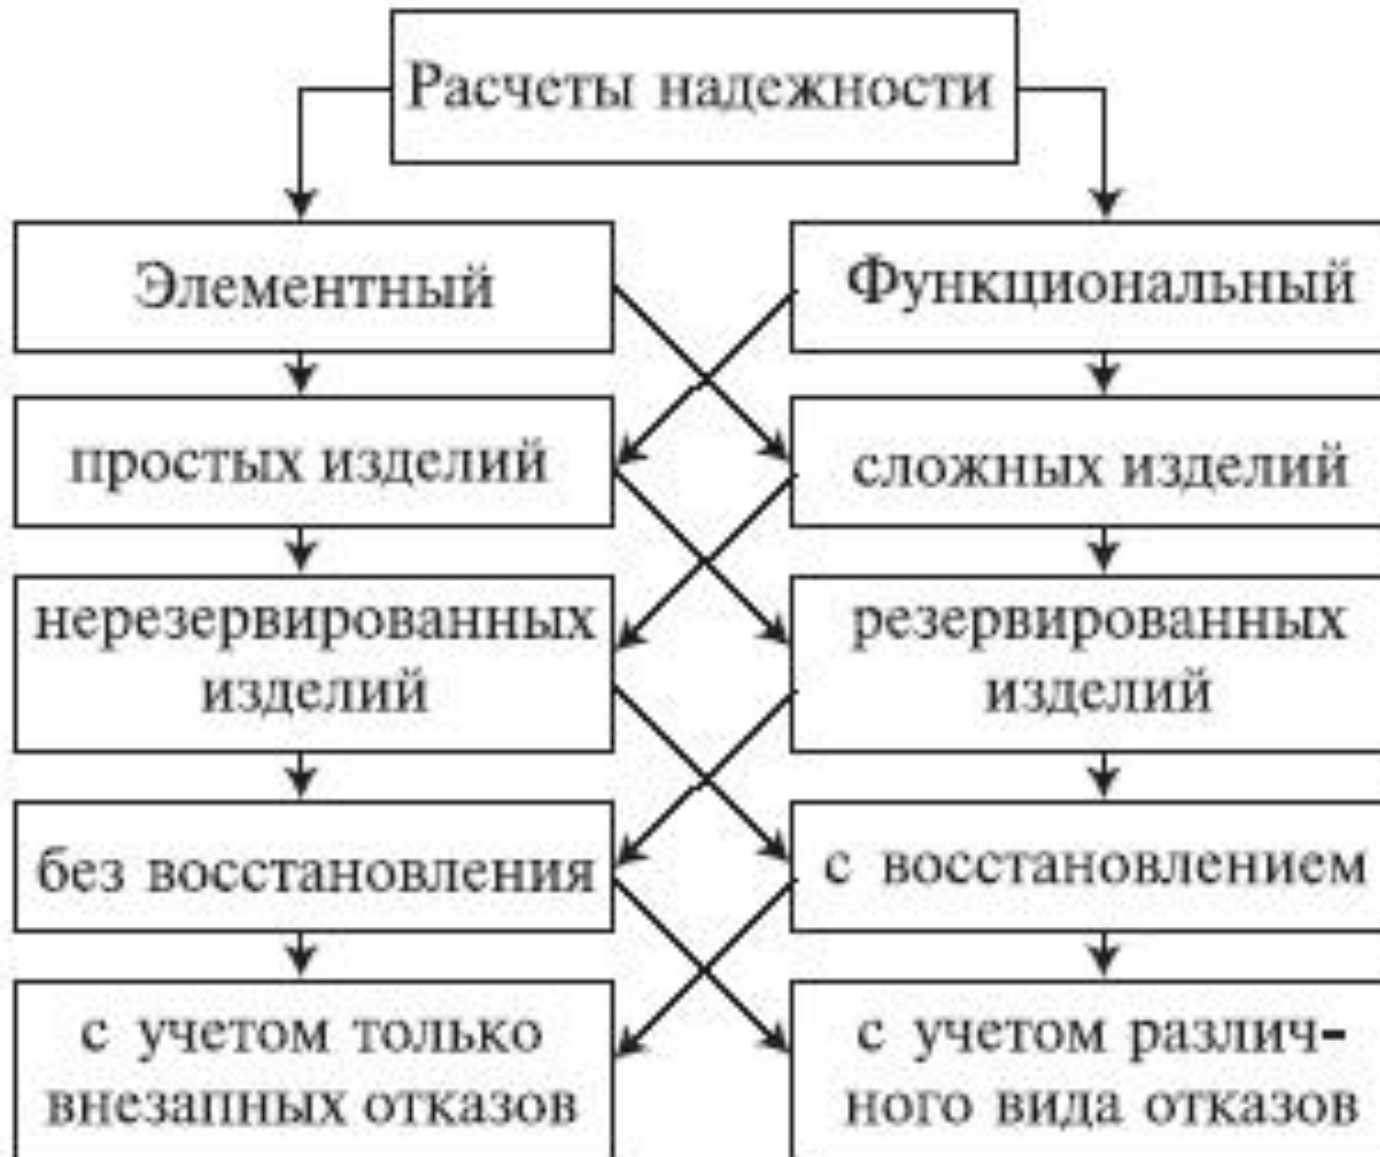 Расчеты надежности
Элементный
Функциональный
простых изделий
сложных изделий
нерезервированных
изделий
резервированных
изделий
без восстановления
с восстановлением
с учетом только
внезапных отказов
с учетом различ-
ного вида отказов